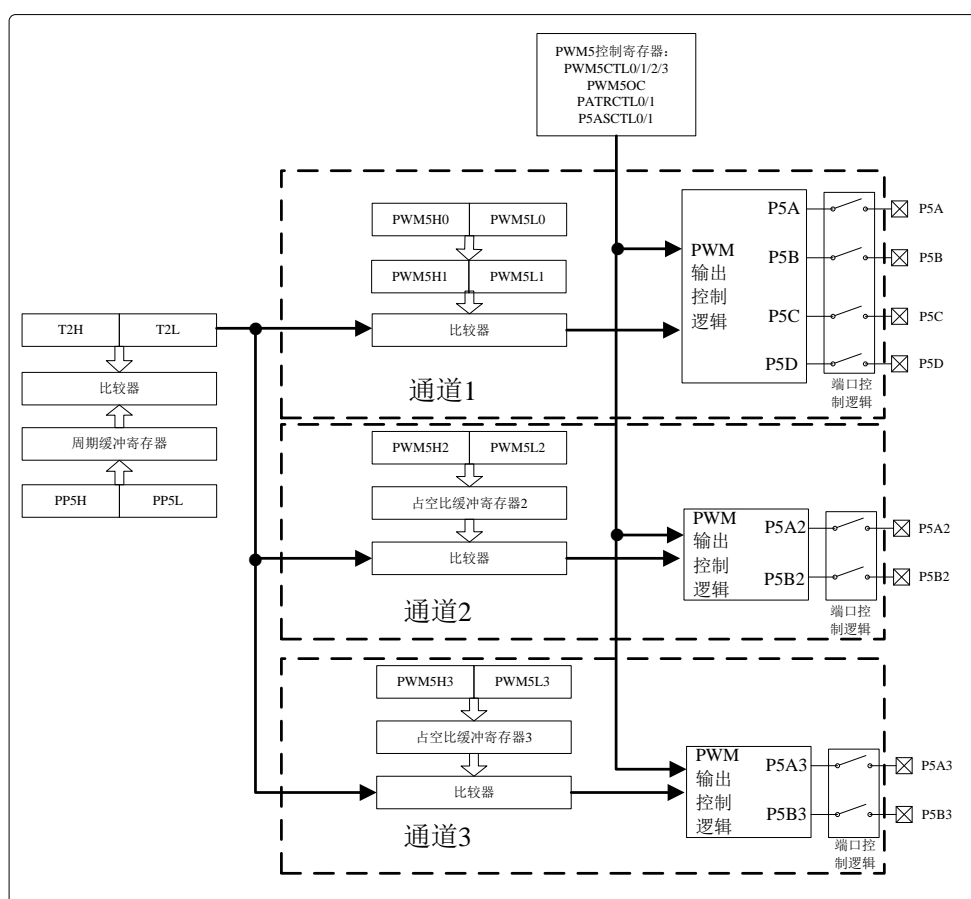 PWM5控制寄存器:
PWM5CTL0/1/2/3
PWM5OC
PATRCTL0/1
P5ASCTL0/1
PWM5H0 PWM5L0
PWM5H1 PWM5L1
比较器
通道1
PWM
输出
控制
逻辑
P5A
P5B
P5C
P5D
端口控
制逻辑
P5A
P5B
P5C
P5D
T2H T2L
比较器
周期缓冲寄存器
PP5H PP5L
PWM5H2 PWM5L2
占空比缓冲寄存器2
比较器
通道2
PWM
输出
控制
逻辑
P5A2
P5B2
端口控
制逻辑
P5A2
P5B2
PWM5H3 PWM5L3
占空比缓冲寄存器3
比较器
通道3
PWM
输出
控制
逻辑
P5A3
P5B3
端口控
制逻辑
P5A3
P5B3